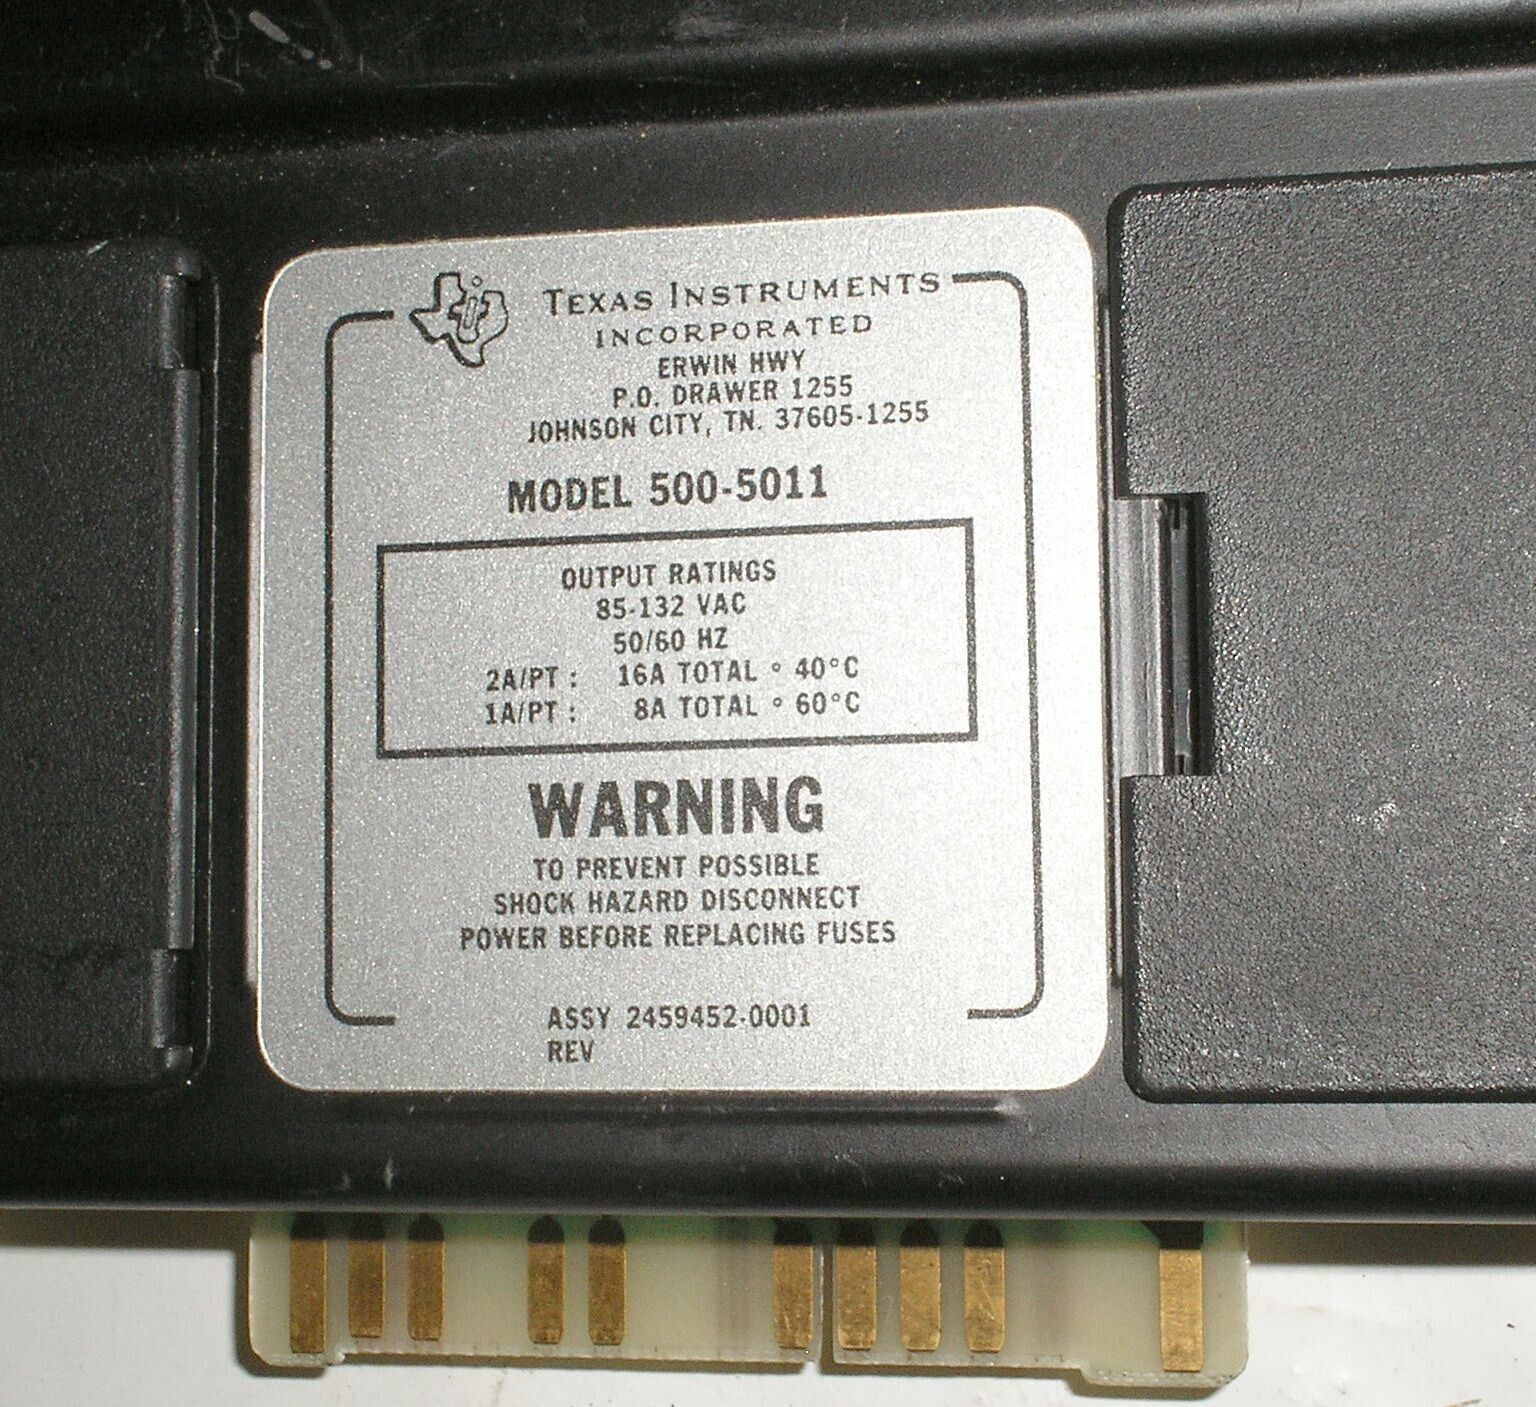 TEXAS INSTRUMENTS
INCORPORATED
ERWIN HWY
P.O. DRAWER 1255
JOHNSON CITY, TN. 37605-1255
MODEL 500-5011
OUTPUT RATINGS
85-132 VAC
50/60 HZ
2A/PT : 16A TOTAL ° 40°C
1A/PT : 8A TOTAL ° 60°C
WARNING
TO PREVENT POSSIBLE
SHOCK HAZARD DISCONNECT
POWER BEFORE REPLACING FUSES
ASSY 2459452-0001
REV